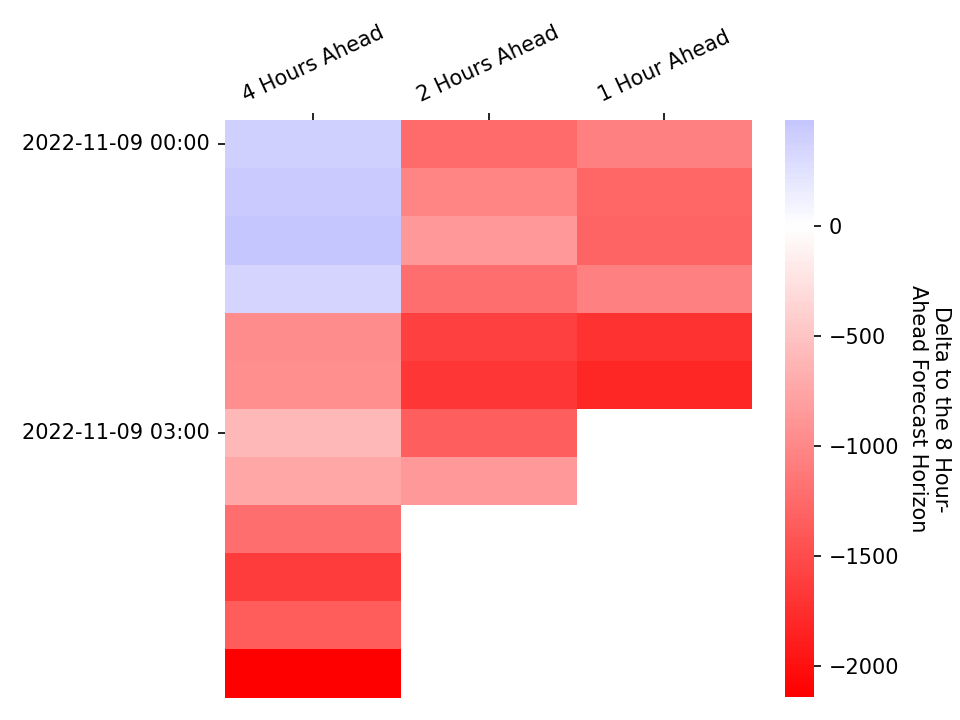 4 Hours Ahead
2 Hours Ahead
1 Hour Ahead
2022-11-09 00:00
2022-11-09 03:00
0
−500
−1000
−1500
−2000
Delta to the 8 Hour-
Ahead Forecast Horizon